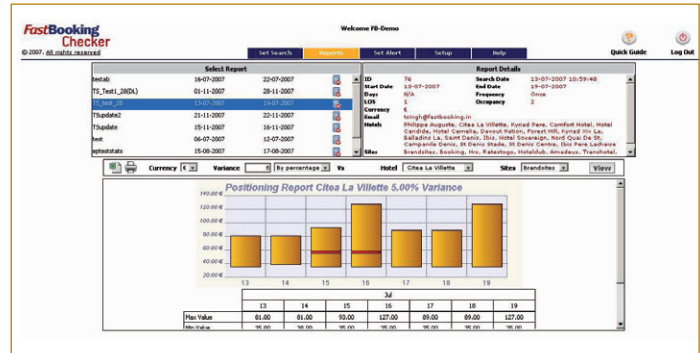 FastBooking
Checker
Welcome FB-Demo
© 2007. All rights reserved
Set Search Reports Set Alert Setup Help
Quick Guide Log Out
Select Report
testab 16-07-2007 22-07-2007
TS_Test1_28(DL) 01-11-2007 28-11-2007
TS_test_28 13-07-2007 19-07-2007
TSupdate2 21-11-2007 22-11-2007
TSupdate 15-11-2007 16-11-2007
test 06-07-2007 12-07-2007
epteststats 15-08-2007 17-08-2007
Report Details
ID 76 Search Date 13-07-2007 10:59:48
Start Date 13-07-2007 End Date 19-07-2007
Days N/A Frequency Once
LOS 1 Occupancy 2
Currency €
Email tsingh@fastbooking.in
Hotels Philippe Auguste, Citea La Villette, Kyriad Pere, Comfort Hotel, Hotel
Candide, Hotel Camelia, Davout Nation, Forest Hill, Kyriad Xix La,
Balladins La, Saint Denis, Ibis, Hotel Sovereign, Nord Quai De St,
Campanile Denis, St Denis Stade, St Denis Centre, Ibis Pere Lachaise
Sites Brandsites, Booking, Hrs, Ratestogo, Hotelclub, Amadeus, Transhotel,
Currency € Variance 5 By percentage Vs Hotel Citea La Villette Sites Brandsites View
Positioning Report Citea La Villette 5.00% Variance
140.00 €
120.00 €
100.00 €
80.00 €
60.00 €
40.00 €
20.00 €
13 14 15 16 17 18 19
Jul
13 14 15 16 17 18 19
Max Value 81.00 81.00 93.00 127.00 89.00 89.00 127.00
Min Value 35.00 38.00 35.00 35.00 35.00 35.00 35.00